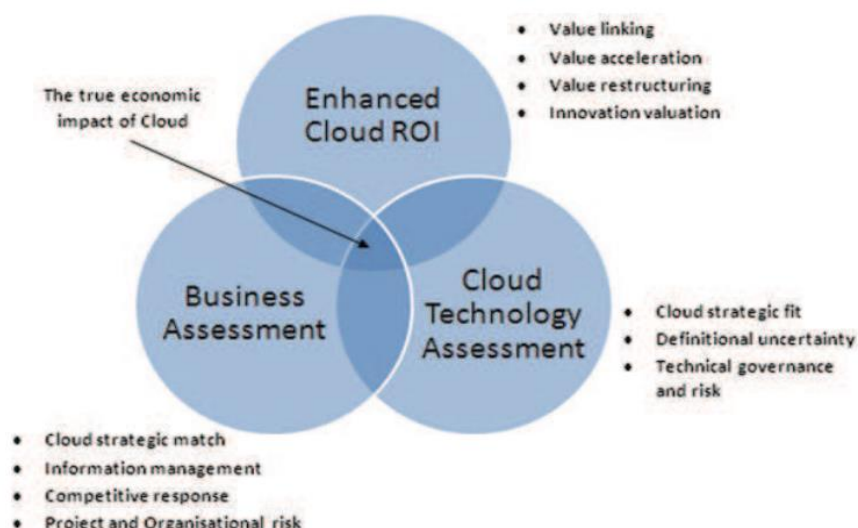 The true economic
impact of Cloud
Enhanced
Cloud ROI
• Value linking
• Value acceleration
• Value restructuring
• Innovation valuation
Business
Assessment
Cloud
Technology
Assessment
• Cloud strategic fit
• Definitional uncertainty
• Technical governance
and risk
• Cloud strategic match
• Information management
• Competitive response
• Project and Organisational risk